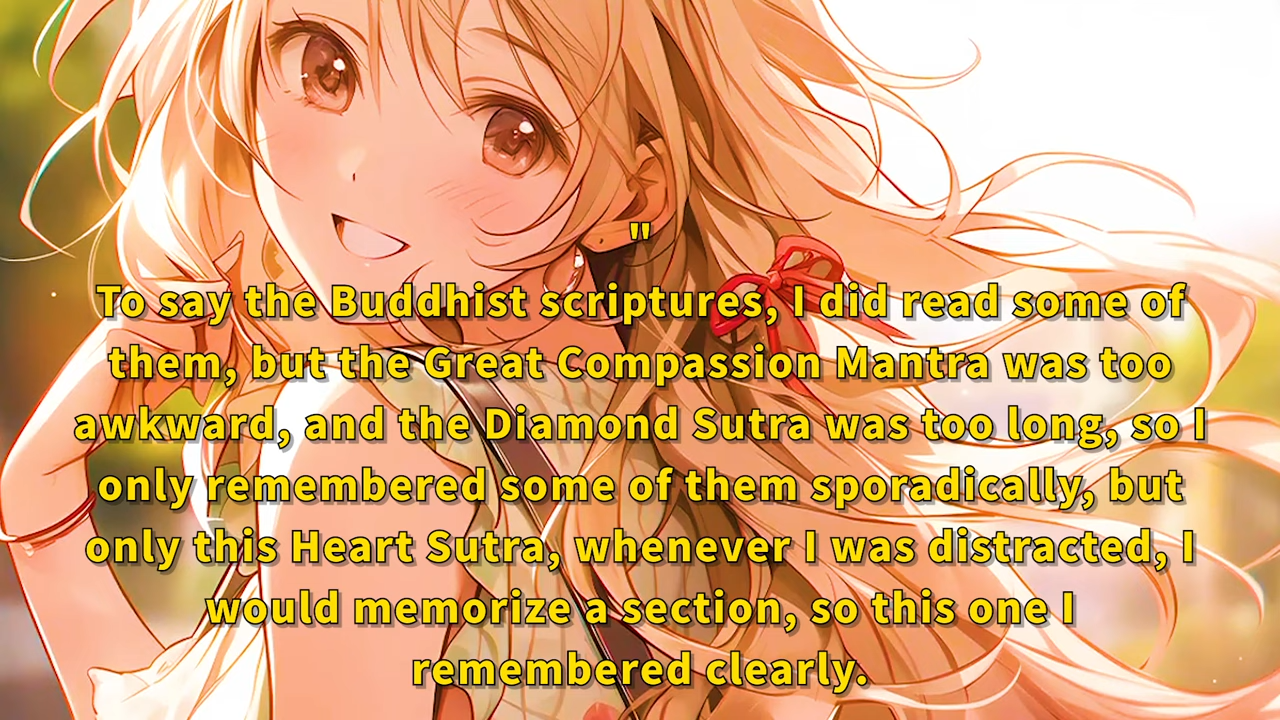 "
To say the Buddhist scriptures, I did read some of
them, but the Great Compassion Mantra was too
awkward, and the Diamond Sutra was too long, so I
only remembered some of them sporadically, but
only this Heart Sutra, whenever I was distracted, I
would memorize a section, so this one I
remembered clearly.